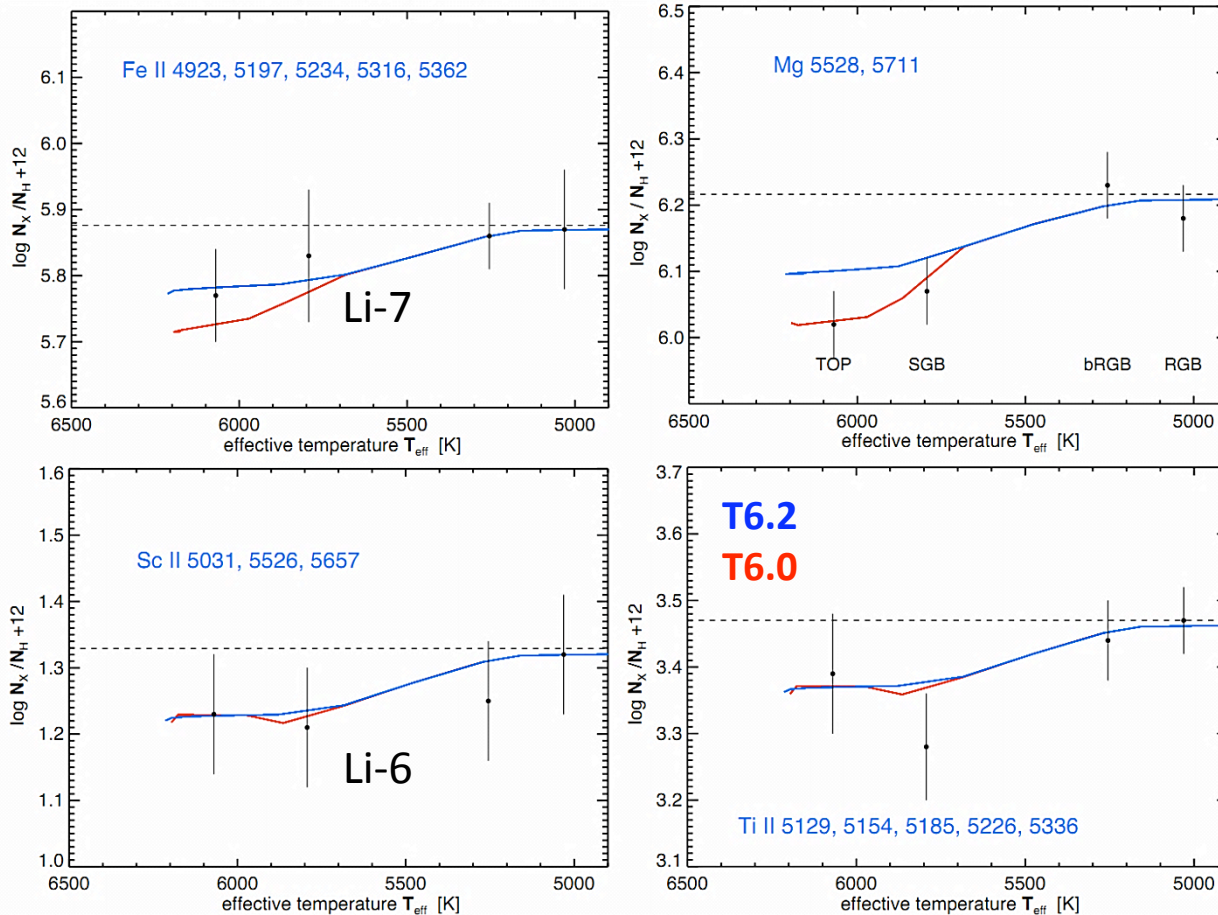 Fe II 4923, 5197, 5234, 5316, 5362
Li-7
log N_X /N_H +12
6.1
6.0
5.9
5.8
5.7
5.6
6500 6000 5500 5000
effective temperature T_eff [K]
Mg 5528, 5711
TOP SGB bRGB RGB
log N_X / N_H +12
6.5
6.4
6.3
6.2
6.1
6.0
6500 6000 5500 5000
effective temperature T_eff [K]
Sc II 5031, 5526, 5657
Li-6
log N_X /N_H +12
1.6
1.5
1.4
1.3
1.2
1.1
1.0
6500 6000 5500 5000
effective temperature T_eff [K]
T6.2
T6.0
Ti II 5129, 5154, 5185, 5226, 5336
log N_X /N_H +12
3.7
3.6
3.5
3.4
3.3
3.2
3.1
6500 6000 5500 5000
effective temperature T_eff [K]